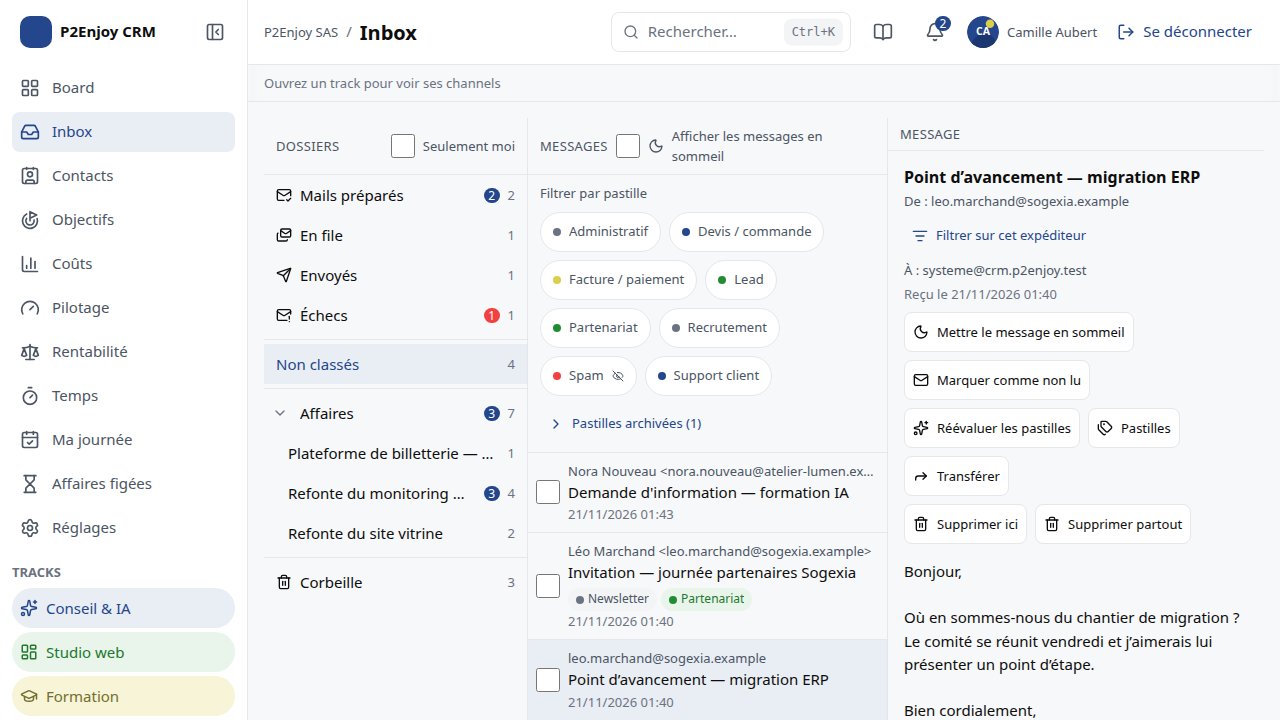 P2Enjoy CRM
Board
Inbox
Contacts
Objectifs
Coûts
Pilotage
Rentabilité
Temps
Ma journée
Affaires figées
Réglages
TRACKS
Conseil & IA
Studio web
Formation
P2Enjoy SAS / Inbox
Rechercher... Ctrl+K
2
CA Camille Aubert
Se déconnecter
Ouvrez un track pour voir ses channels
DOSSIERS Seulement moi
Mails préparés 2 2
En file 1
Envoyés 1
Échecs 1 1
Non classés 4
Affaires 3 7
Plateforme de billetterie — ... 1
Refonte du monitoring ... 3 4
Refonte du site vitrine 2
Corbeille 3
MESSAGES Afficher les messages en
sommeil
Filtrer par pastille
Administratif Devis / commande
Facture / paiement Lead
Partenariat Recrutement
Spam Support client
Pastilles archivées (1)
Nora Nouveau <nora.nouveau@atelier-lumen.ex...
Demande d'information — formation IA
21/11/2026 01:43
Léo Marchand <leo.marchand@sogexia.example>
Invitation — journée partenaires Sogexia
Newsletter Partenariat
21/11/2026 01:40
leo.marchand@sogexia.example
Point d’avancement — migration ERP
21/11/2026 01:40
MESSAGE
Point d’avancement — migration ERP
De : leo.marchand@sogexia.example
Filtrer sur cet expéditeur
À : systeme@crm.p2enjoy.test
Reçu le 21/11/2026 01:40
Mettre le message en sommeil
Marquer comme non lu
Réévaluer les pastilles Pastilles
Transférer
Supprimer ici Supprimer partout
Bonjour,
Où en sommes-nous du chantier de migration ?
Le comité se réunit vendredi et j’aimerais lui
présenter un point d’étape.
Bien cordialement,